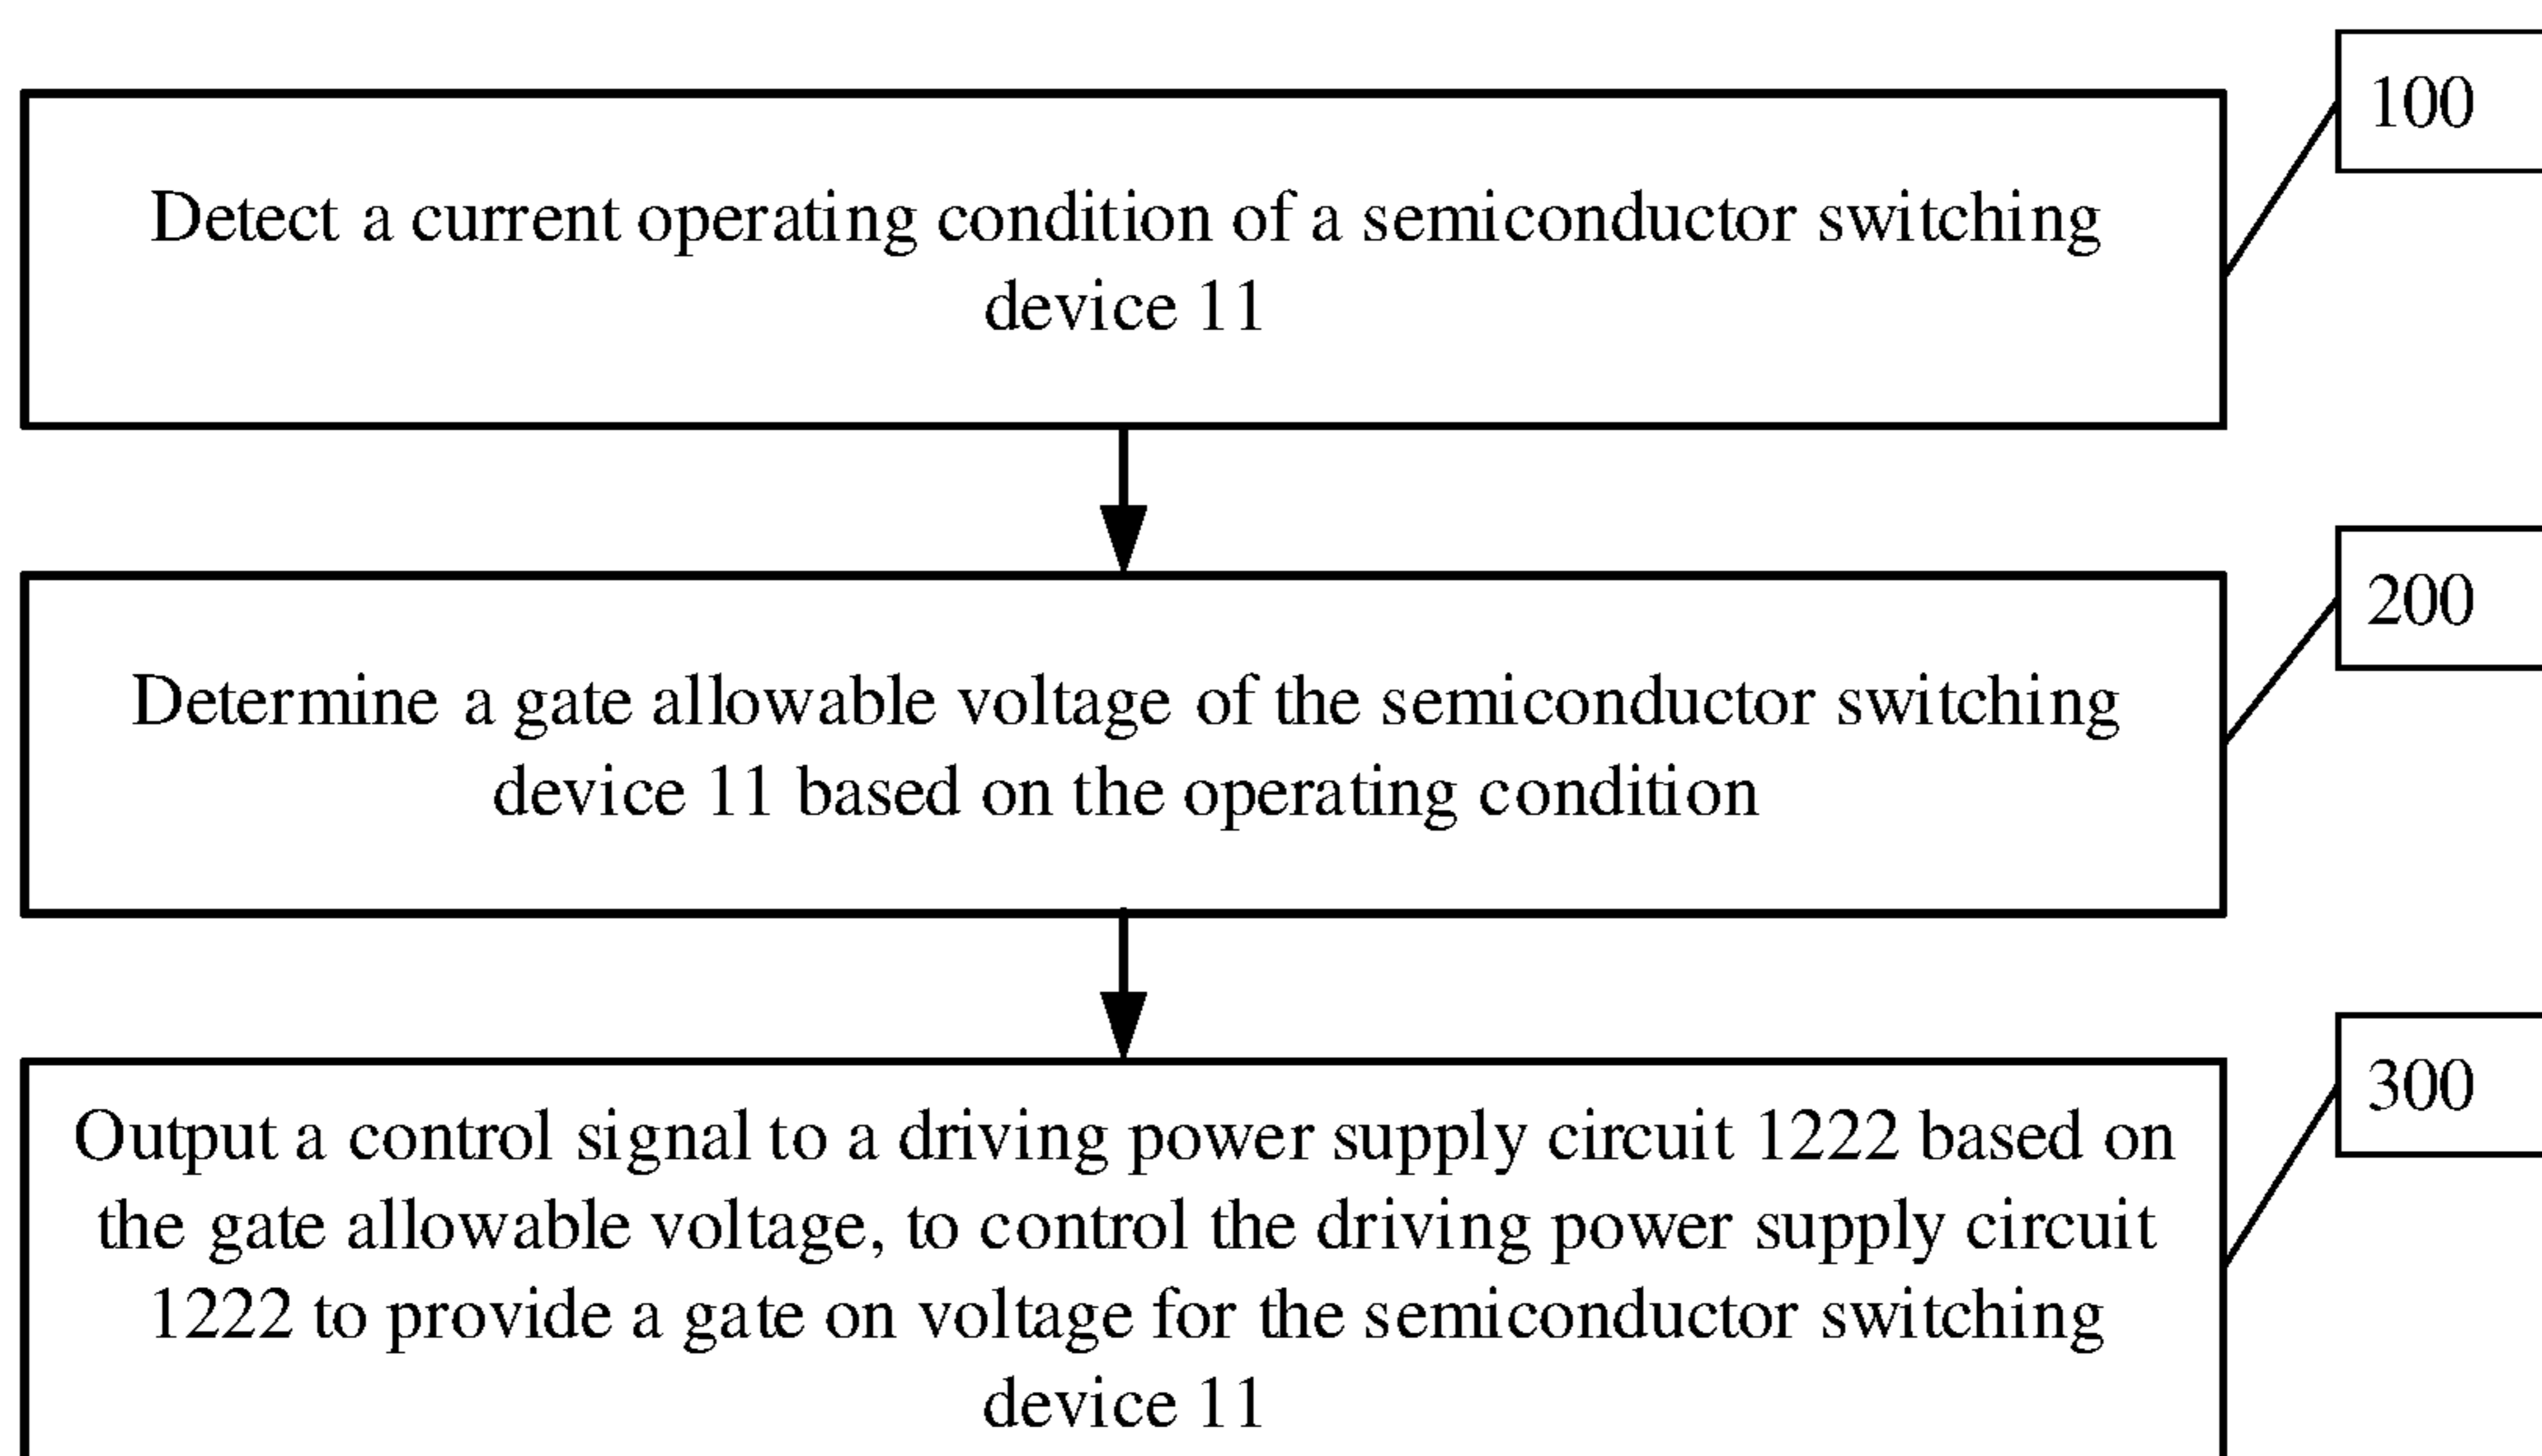 100
Detect a current operating condition of a semiconductor switching
device 11
200
Determine a gate allowable voltage of the semiconductor switching
device 11 based on the operating condition
300
Output a control signal to a driving power supply circuit 1222 based on
the gate allowable voltage, to control the driving power supply circuit
1222 to provide a gate on voltage for the semiconductor switching
device 11